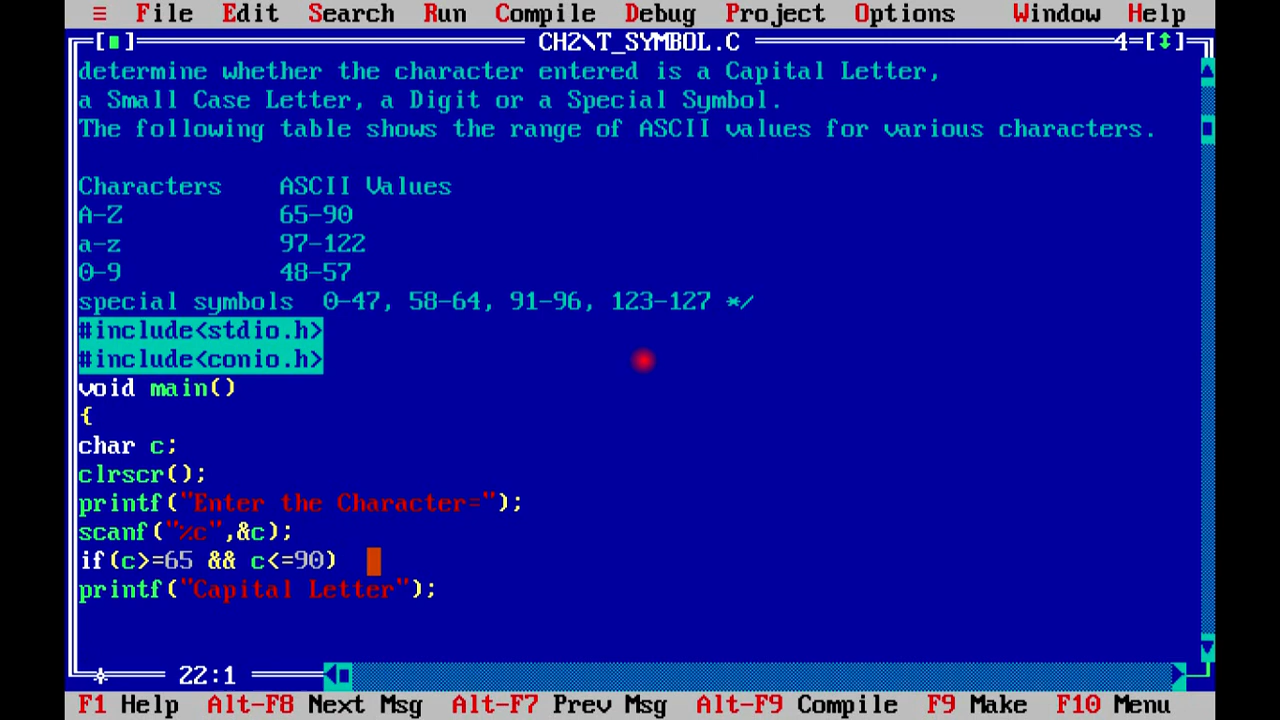 ≡ File Edit Search Run Compile Debug Project Options Window Help
[■] CH2\T_SYMBOL.C 4=[↕]
determine whether the character entered is a Capital Letter,
a Small Case Letter, a Digit or a Special Symbol.
The following table shows the range of ASCII values for various characters.
Characters ASCII Values
A-Z 65-90
a-z 97-122
0-9 48-57
special symbols 0-47, 58-64, 91-96, 123-127 */
#include<stdio.h>
#include<conio.h>
void main()
{
char c;
clrscr();
printf("Enter the Character=");
scanf("%c",&c);
if(c>=65 && c<=90)
printf("Capital Letter");
22:1
F1 Help Alt-F8 Next Msg Alt-F7 Prev Msg Alt-F9 Compile F9 Make F10 Menu